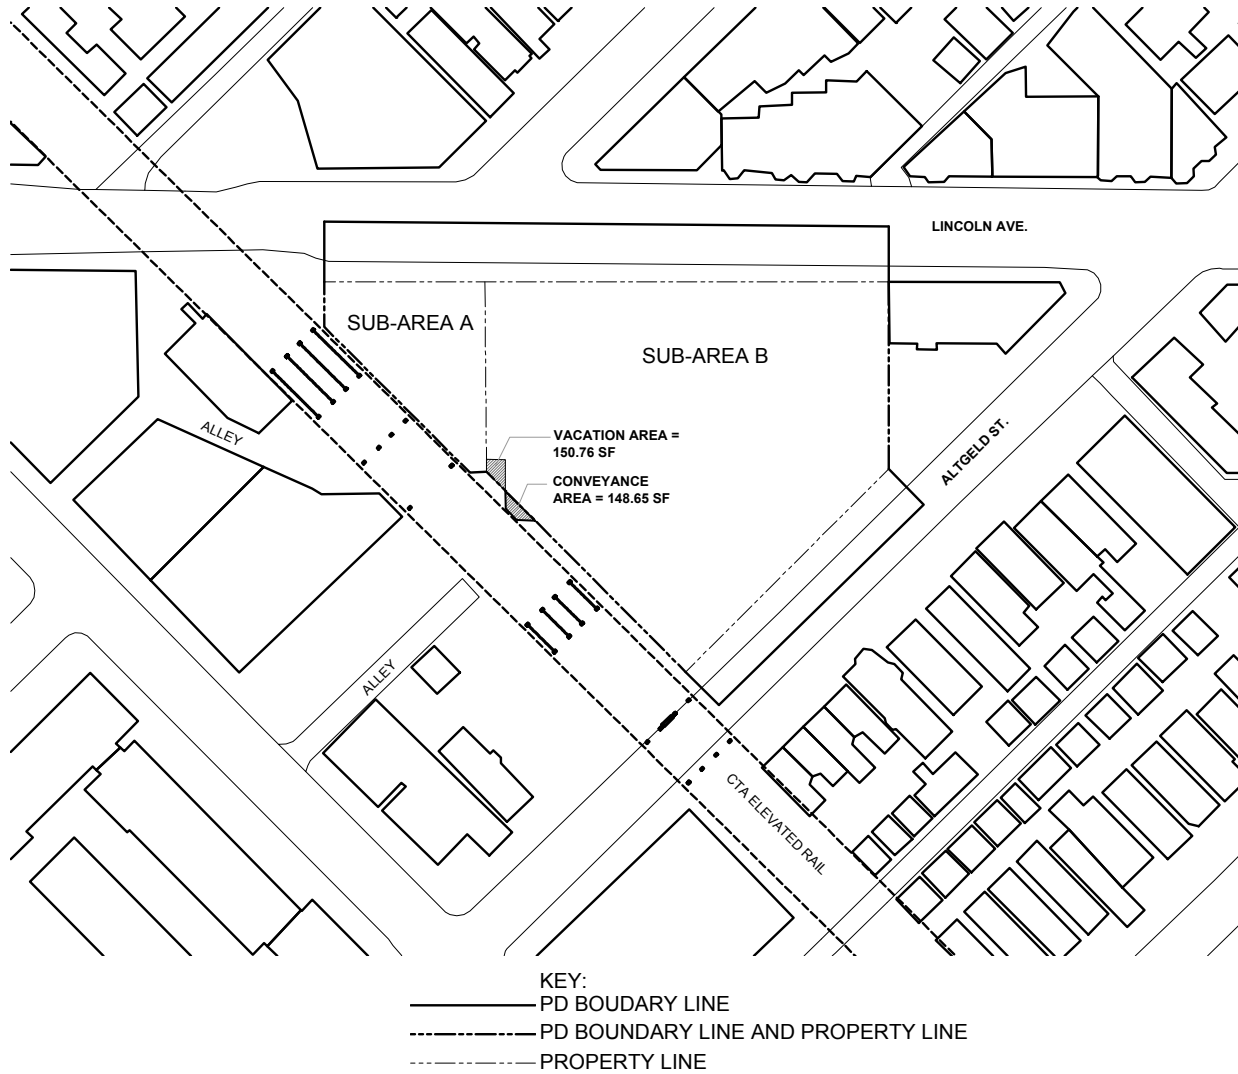 LINCOLN AVE.
SUB-AREA A
SUB-AREA B
ALLEY
VACATION AREA =
150.76 SF
CONVEYANCE
AREA = 148.65 SF
ALTGELD ST.
ALLEY
CTA ELEVATED RAIL
KEY:
PD BOUDARY LINE
PD BOUNDARY LINE AND PROPERTY LINE
PROPERTY LINE